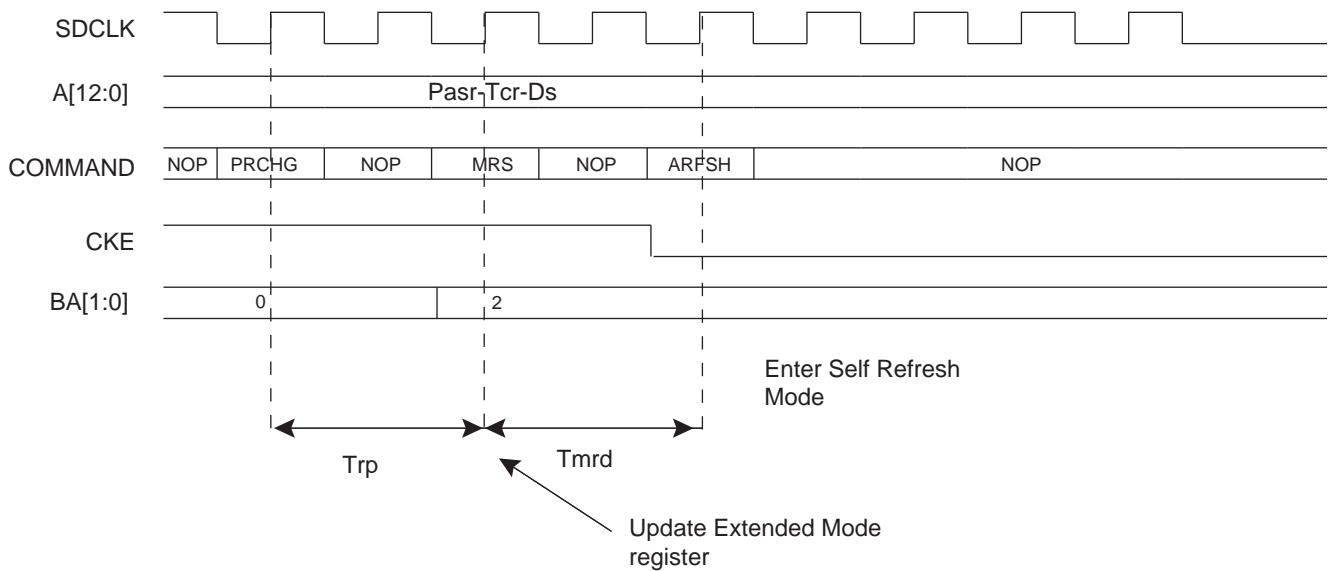 SDCLK
A[12:0]
Pasr-Tcr-Ds
COMMAND
NOP PRCHG NOP MRS NOP ARFSH NOP
CKE
BA[1:0]
0 2
Enter Self Refresh
Mode
Trp Tmrd
Update Extended Mode
register